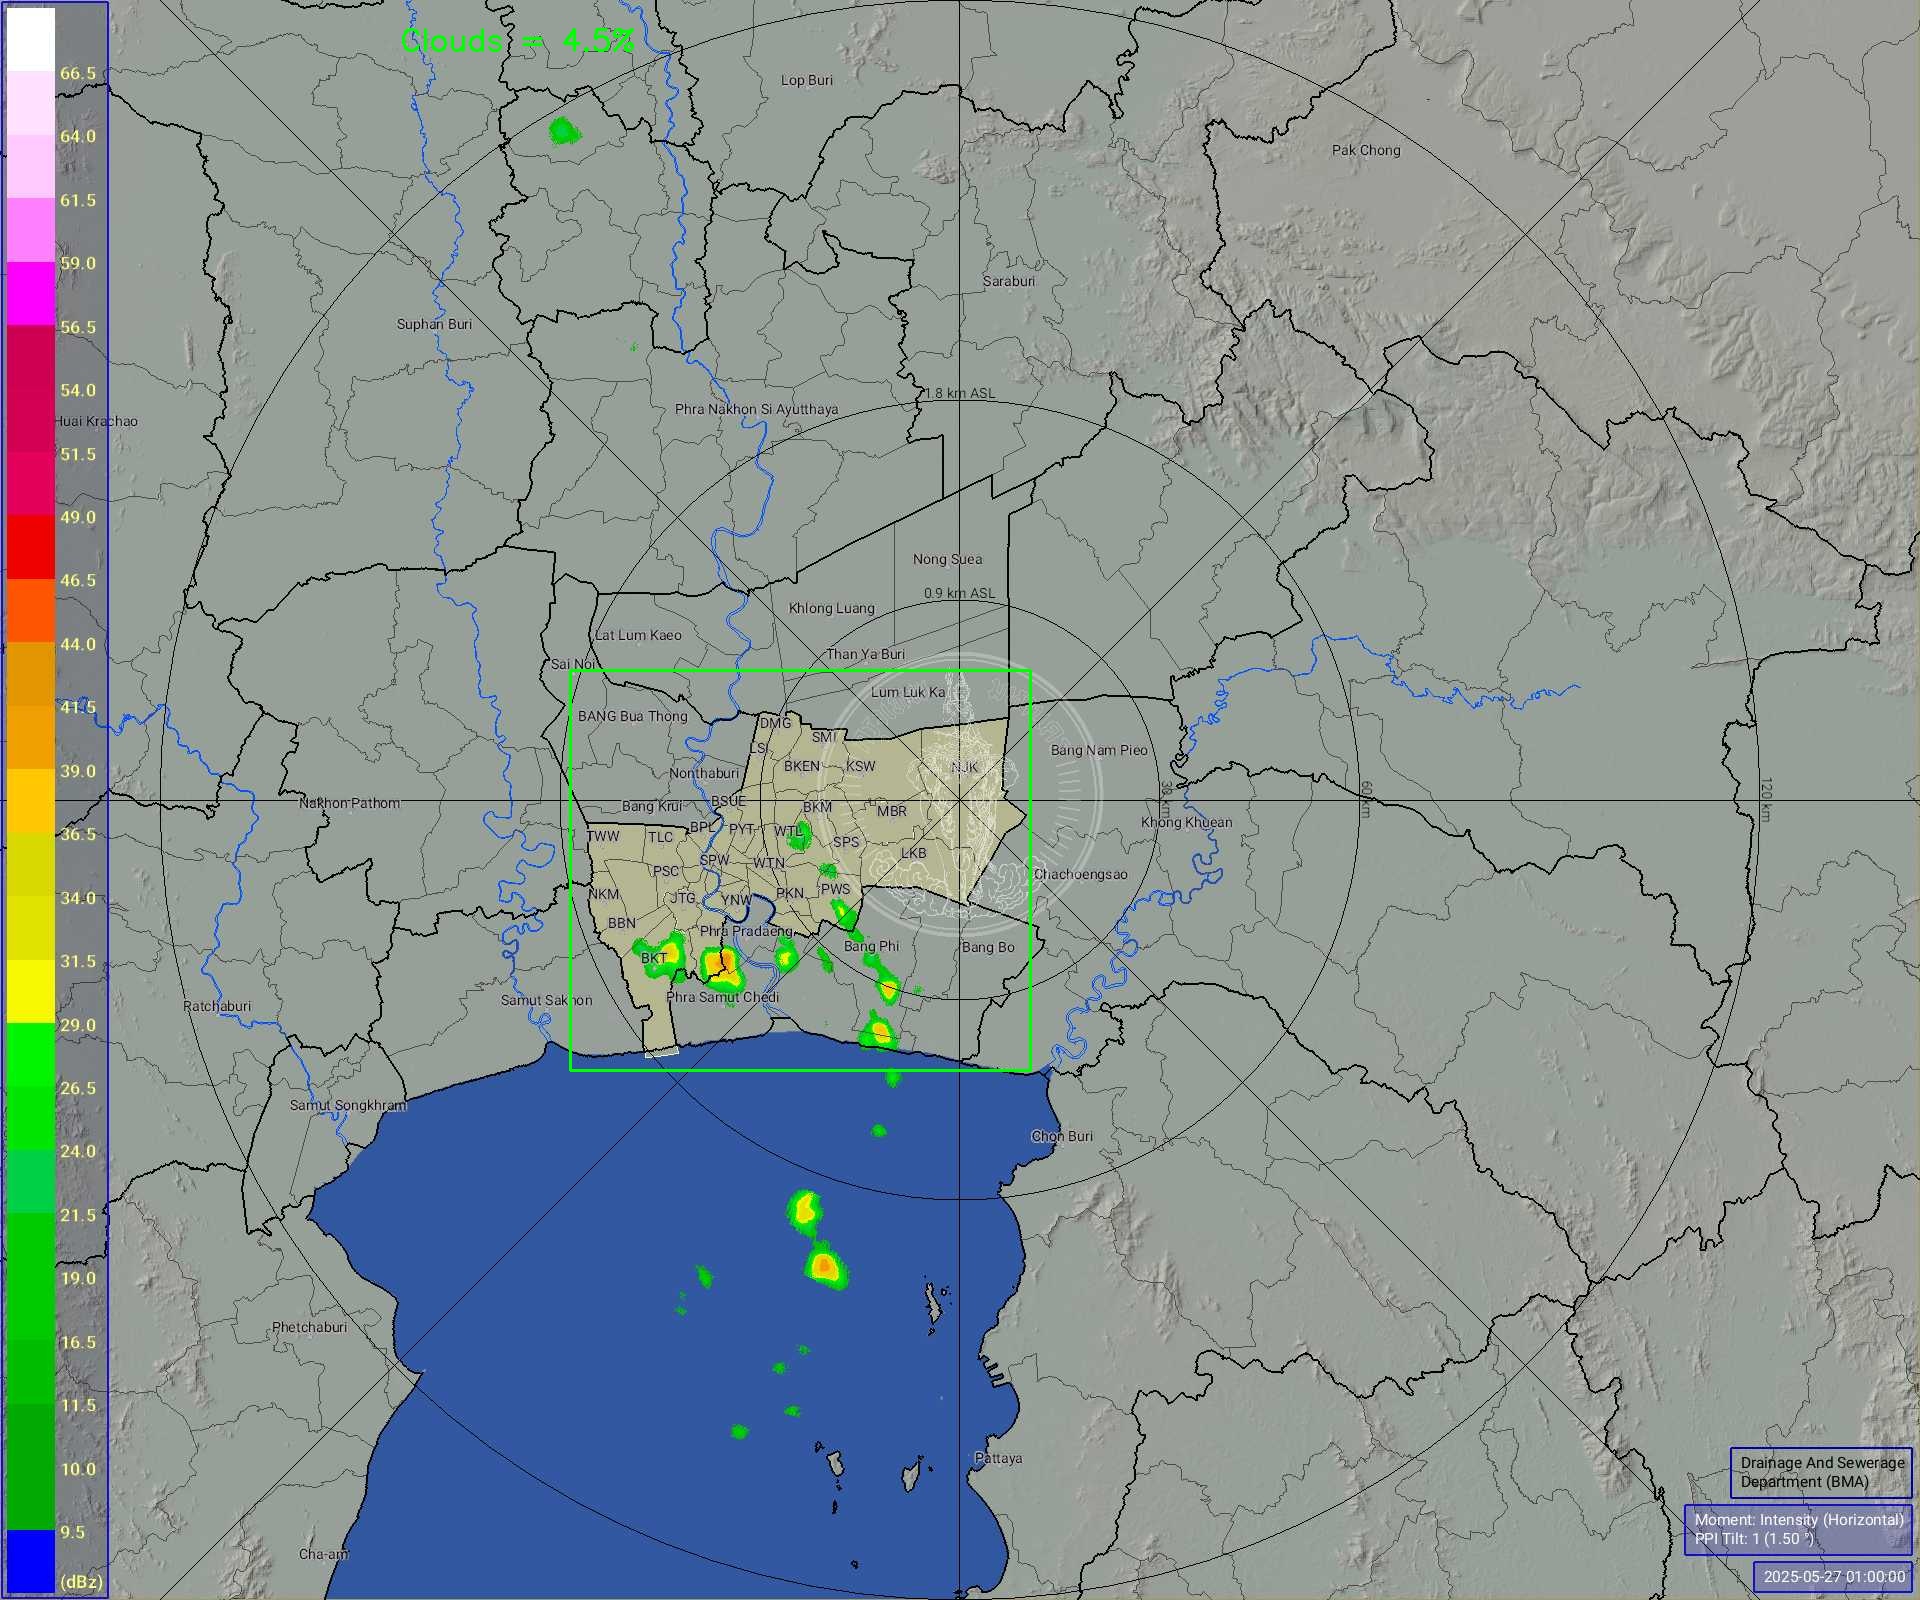 Clouds = 4.5%
66.5
64.0
61.5
59.0
56.5
54.0
51.5
49.0
46.5
44.0
41.5
39.0
36.5
34.0
31.5
29.0
26.5
24.0
21.5
19.0
16.5
11.5
10.0
9.5
(dBz)
Lop Buri
Pak Chong
Saraburi
Suphan Buri
1.8 km ASL
Phra Nakhon Si Ayutthaya
Huai Krachao
Nong Suea
0.9 km ASL
Khlong Luang
Lat Lum Kaeo
Than Ya Buri
Sai Noi
Lum Luk Ka
BANG Bua Thong
DMG
SMI
LSI
Bang Nam Pieo
BKEN
KSW
NJK
Nonthaburi
30 km
60 km
120 km
Nakhon Pathom
Bang Krui
BSUE
BKM
MBR
Khong Khuean
TWW
TLC
BPL
PYT
WTL
SPS
LKB
SPW
WTN
PSC
Chachoengsao
NKM
JTG
YNW
PKN
PWS
BBN
Phra Pradaeng
Bang Phi
Bang Bo
BKT
Samut Sakhon
Phra Samut Chedi
Ratchaburi
Samut Songkhram
Chon Buri
Phetchaburi
Pattaya
Cha-am
Drainage And Sewerage
Department (BMA)
Moment: Intensity (Horizontal)
PPI Tilt: 1 (1.50 °)
2025-05-27 01:00:00